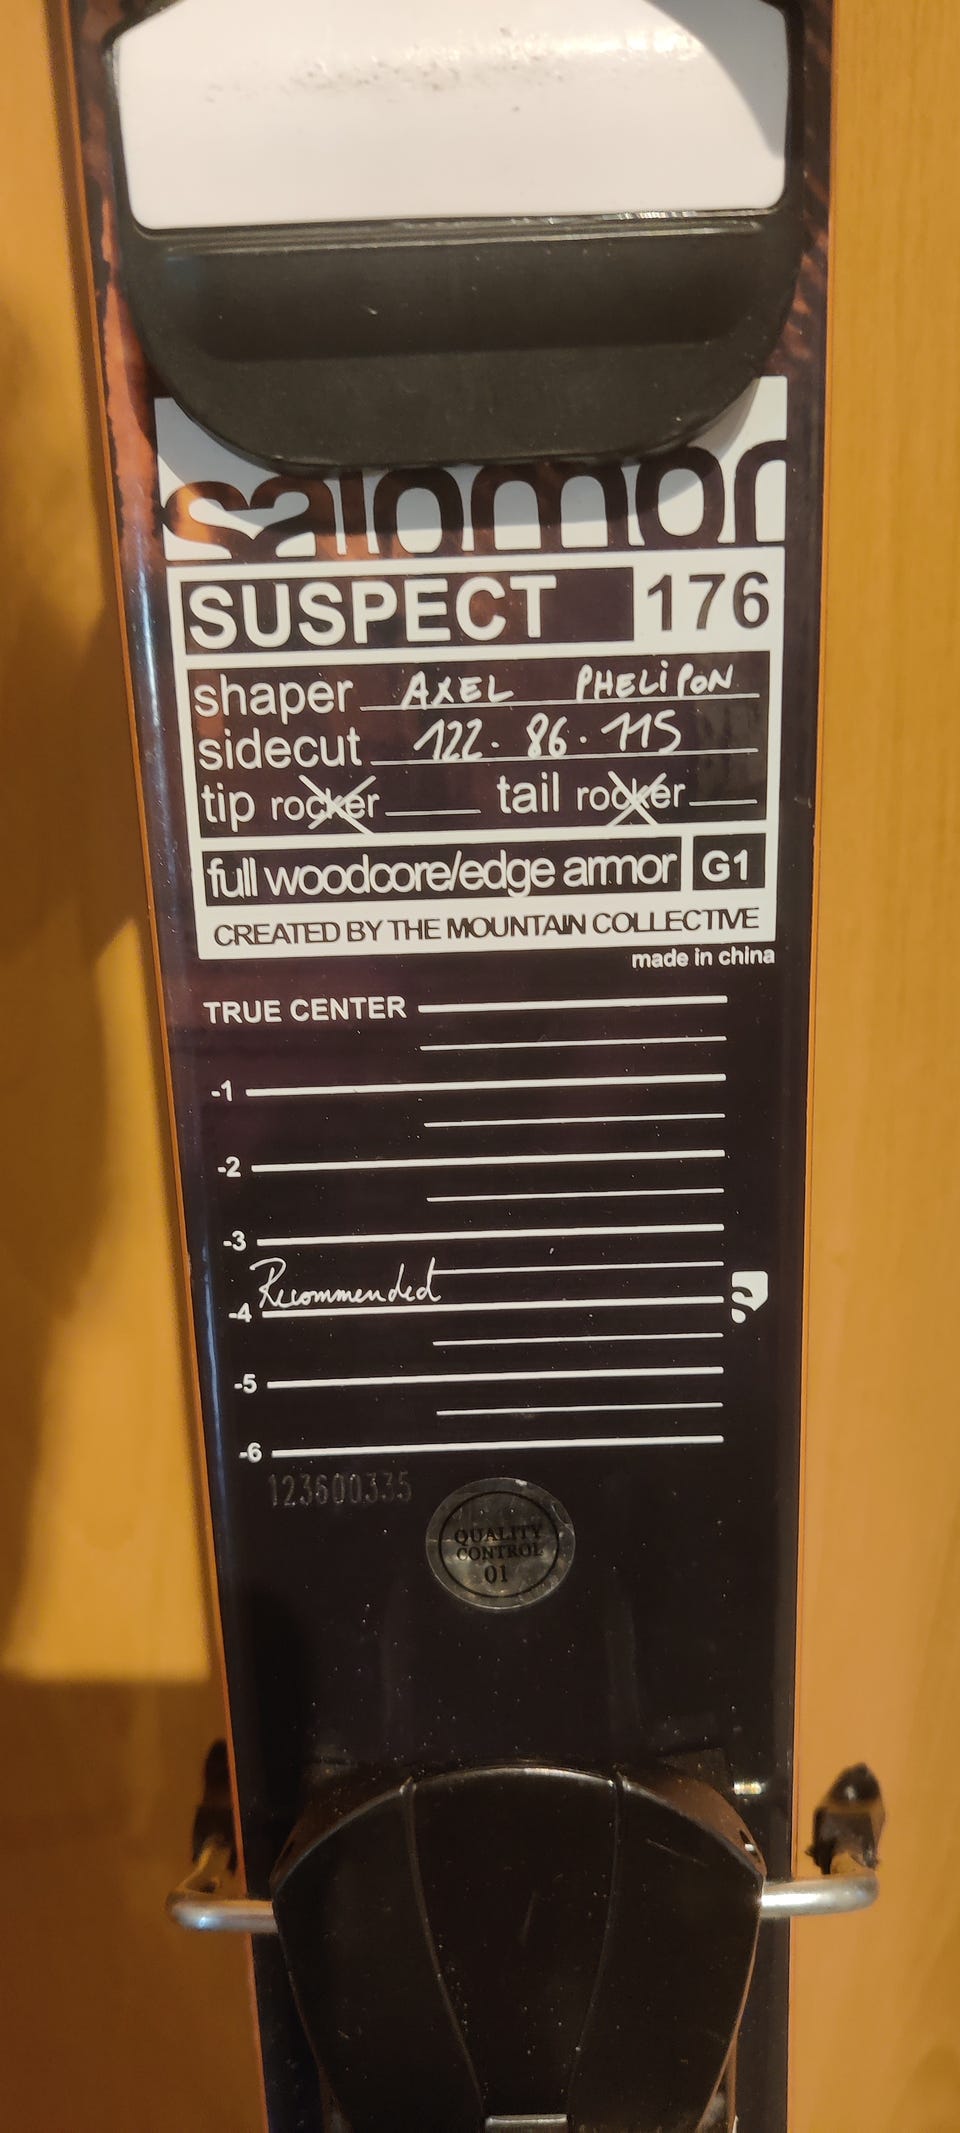 salomon
SUSPECT 176
shaper AXEL PHELIPON
sidecut 122. 86. 115
tip rocker tail rocker
full woodcore/edge armor G1
CREATED BY THE MOUNTAIN COLLECTIVE
made in china
TRUE CENTER
-1
-2
-3
Recommended
-4
-5
-6
123600335
QUALITY
CONTROL
01